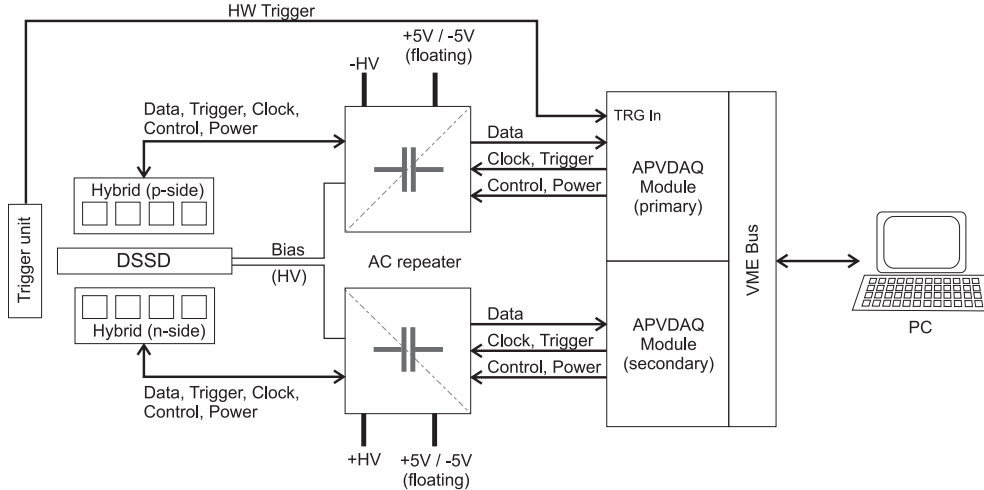 HW Trigger
+5V / -5V
(floating)
-HV
Data, Trigger, Clock,
Control, Power
TRG In
Data
Clock, Trigger
Control, Power
APVDAQ
Module
(primary)
Hybrid (p-side)
Trigger unit
DSSD
Bias
(HV)
AC repeater
VME Bus
PC
Hybrid (n-side)
Data
Clock, Trigger
Control, Power
APVDAQ
Module
(secondary)
Data, Trigger, Clock,
Control, Power
+HV
+5V / -5V
(floating)